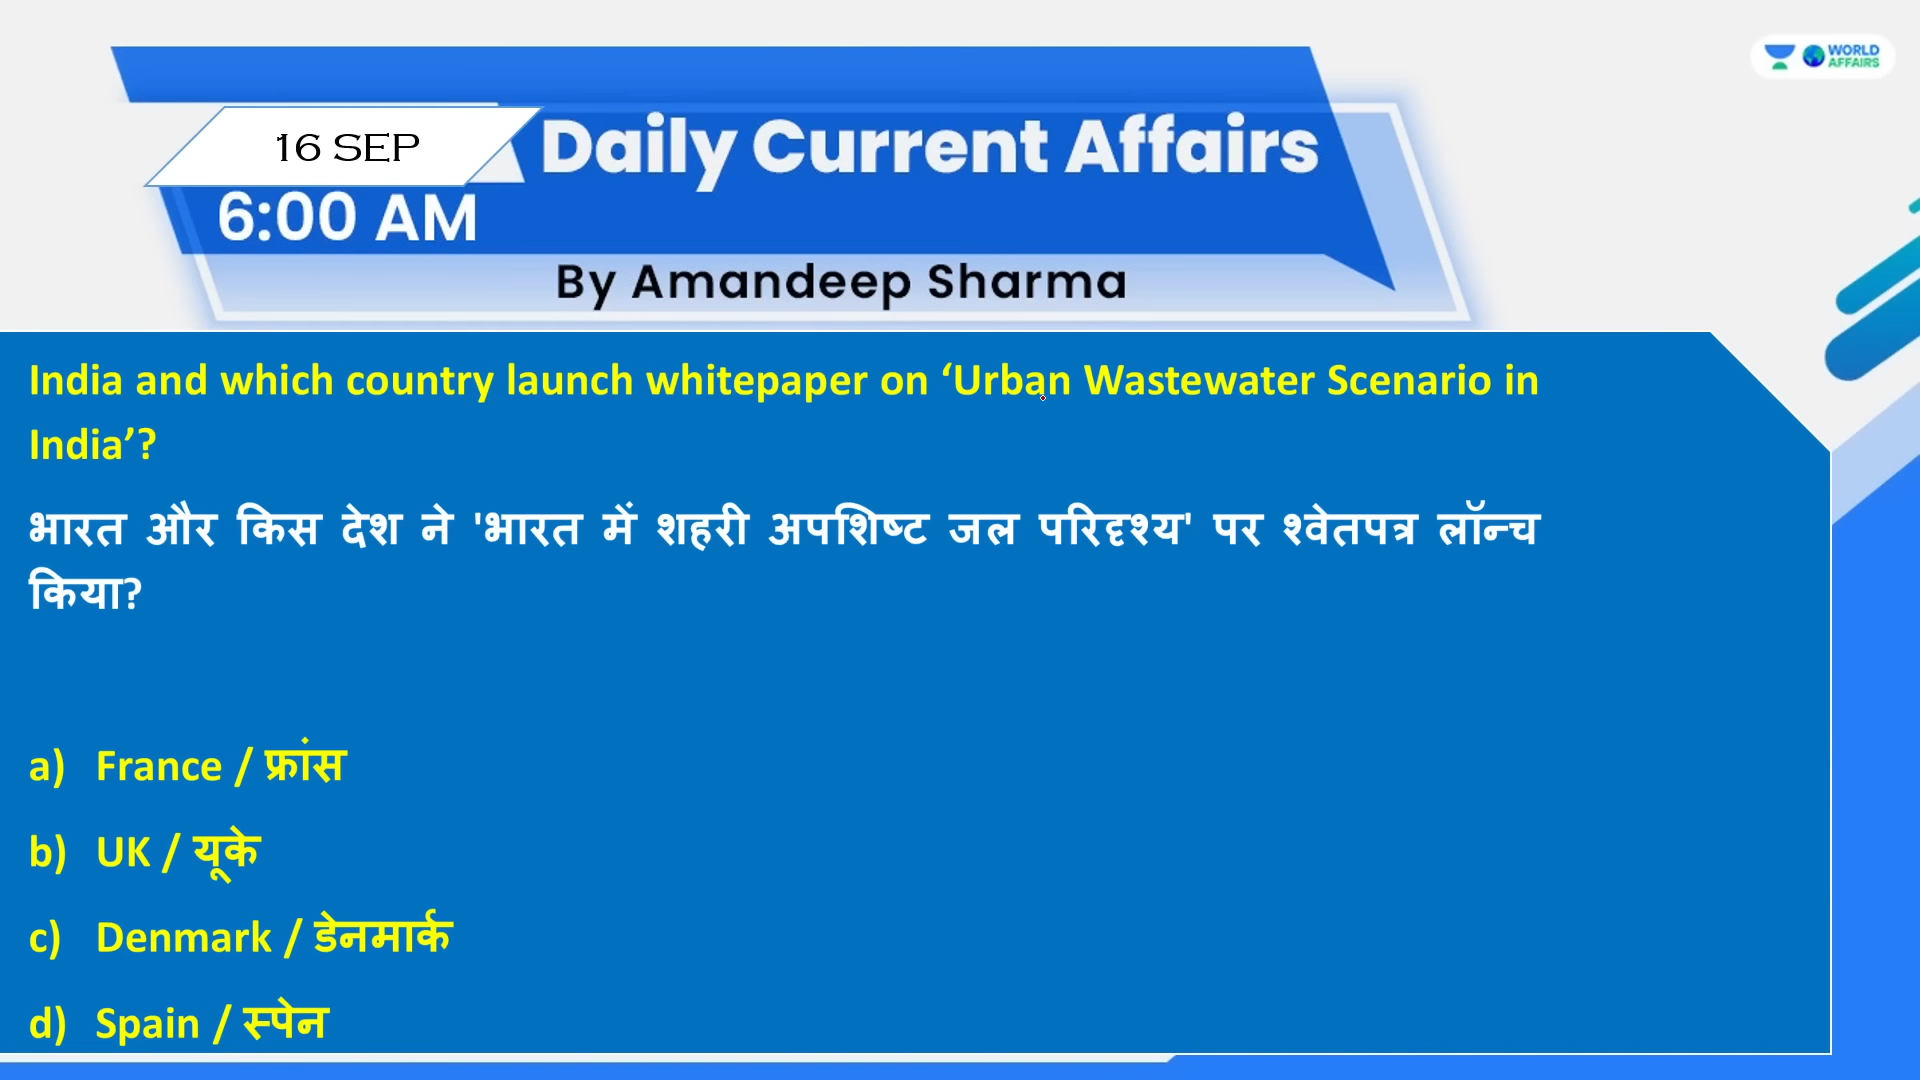 WORLD
AFFAIRS
16 SEP
Daily Current Affairs
6:00 AM
By Amandeep Sharma
India and which country launch whitepaper on ‘Urban Wastewater Scenario in
India’?
भारत और किस देश ने 'भारत में शहरी अपशिष्ट जल परिदृश्य' पर श्वेतपत्र लॉन्च
किया?
a) France / फ्रांस
b) UK / यूके
c) Denmark / डेनमार्क
d) Spain / स्पेन